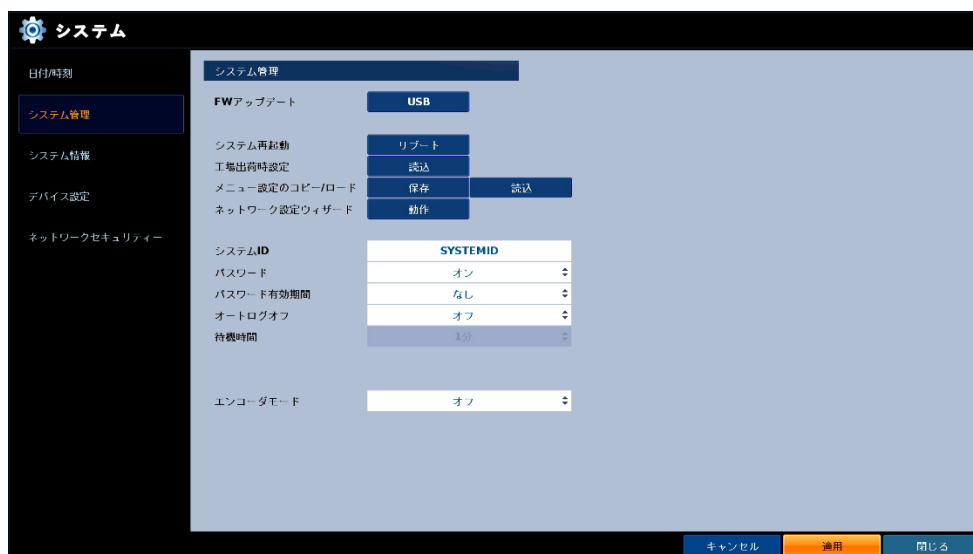 システム
日付/時刻
システム管理
システム情報
デバイス設定
ネットワークセキュリティー
システム管理
FWアップデート USB
システム再起動 リブート
工場出荷時設定 読込
メニュー設定のコピー/ロード 保存 読込
ネットワーク設定ウィザード 動作
システムID SYSTEMID
パスワード オン
パスワード有効期間 なし
オートログオフ オフ
待機時間 1分
エンコーダモード オフ
キャンセル 適用 閉じる